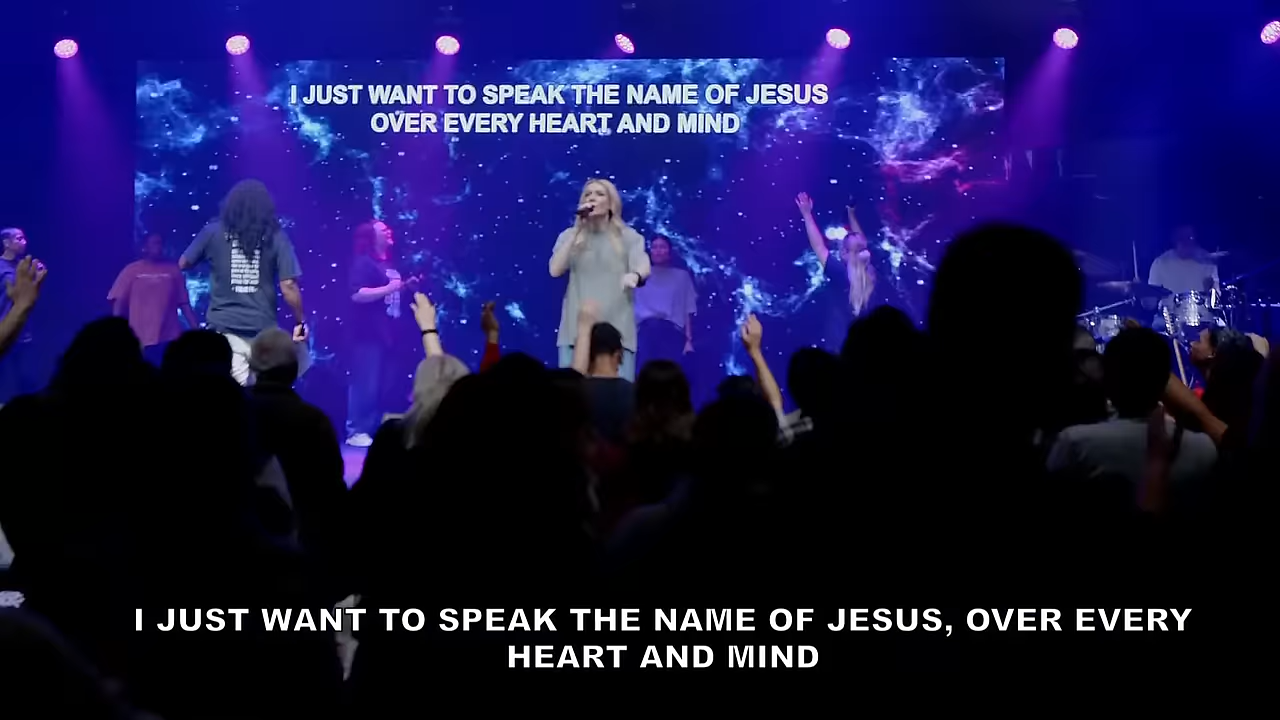 I JUST WANT TO SPEAK THE NAME OF JESUS
OVER EVERY HEART AND MIND
I JUST WANT TO SPEAK THE NAME OF JESUS, OVER EVERY
HEART AND MIND